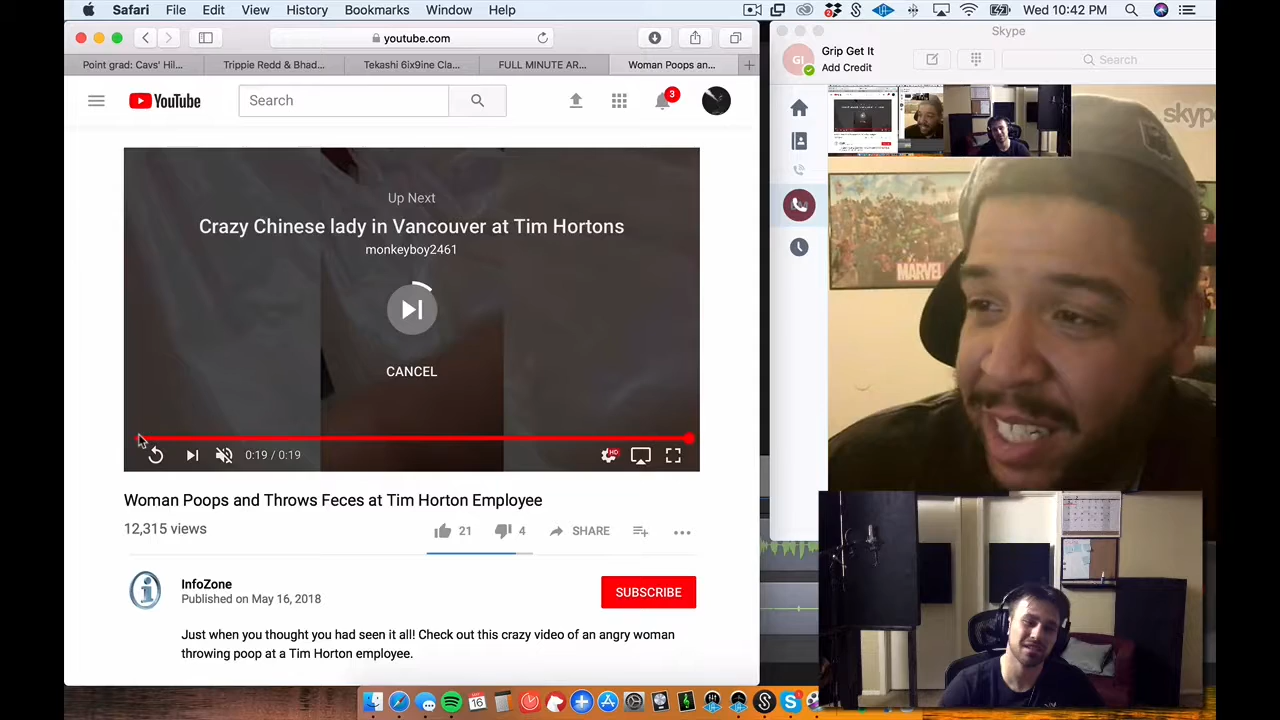 Safari File Edit View History Bookmarks Window Help
Wed 10:42 PM
youtube.com
Point grad: Cavs' Hil...
Trippie Redd & Bhad...
Tekashi 6ix9ine Cla...
FULL MINUTE AR...
Woman Poops an...
YouTube
Search
3
Up Next
Crazy Chinese lady in Vancouver at Tim Hortons
monkeyboy2461
CANCEL
0:19 / 0:19
HD
Woman Poops and Throws Feces at Tim Horton Employee
12,315 views
21
4
SHARE
InfoZone
Published on May 16, 2018
SUBSCRIBE
Just when you thought you had seen it all! Check out this crazy video of an angry woman
throwing poop at a Tim Horton employee.
Skype
GI
Grip Get It
Add Credit
Search
skype
MARVEL